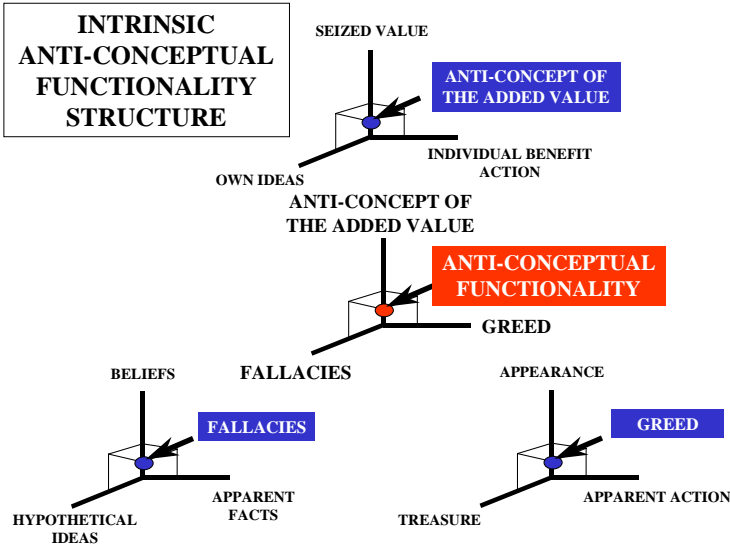 INTRINSIC
ANTI-CONCEPTUAL
FUNCTIONALITY
STRUCTURE
SEIZED VALUE
ANTI-CONCEPT OF
THE ADDED VALUE
INDIVIDUAL BENEFIT
ACTION
OWN IDEAS
ANTI-CONCEPT OF
THE ADDED VALUE
ANTI-CONCEPTUAL
FUNCTIONALITY
GREED
FALLACIES
BELIEFS
FALLACIES
APPARENT
FACTS
HYPOTHETICAL
IDEAS
APPEARANCE
GREED
APPARENT ACTION
TREASURE